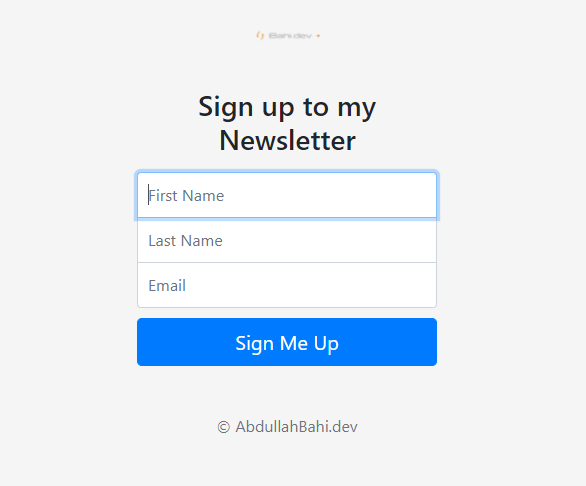 Bahi.dev
Sign up to my
Newsletter
First Name
Last Name
Email
Sign Me Up
© AbdullahBahi.dev